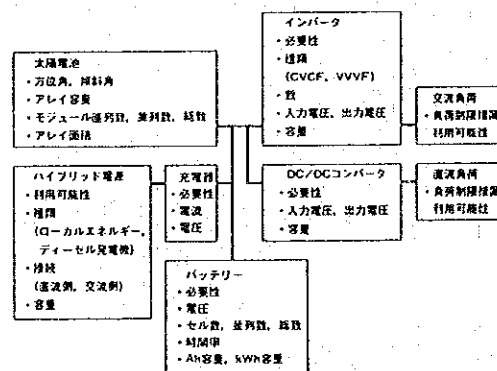 太陽電池
・方位角, 傾斜角
・アレイ容量
・モジュール直列数, 並列数, 総数
・アレイ面積
インバータ
・必要性
・種類
(CVCF, VVVF)
・数
・入力電圧, 出力電圧
・容量
交流負荷
・負荷制限措置
利用可能性
ハイブリッド電源
・利用可能性
・種類
(ローカルエネルギー,
ディーゼル発電機)
・接続
(直流側, 交流側)
・容量
充電器
・必要性
・電流
・電圧
DC/DCコンバータ
・必要性
・入力電圧, 出力電圧
・容量
直流負荷
・負荷制限措置
利用可能性
バッテリー
・必要性
・電圧
・セル数, 並列数, 総数
・時間率
・Ah容量, kWh容量